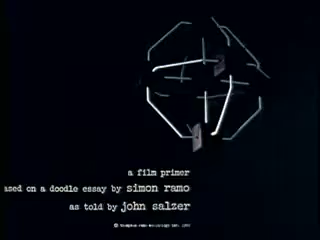 a film primer
ased on a doodle essay by simon ramo
as told by john salzer